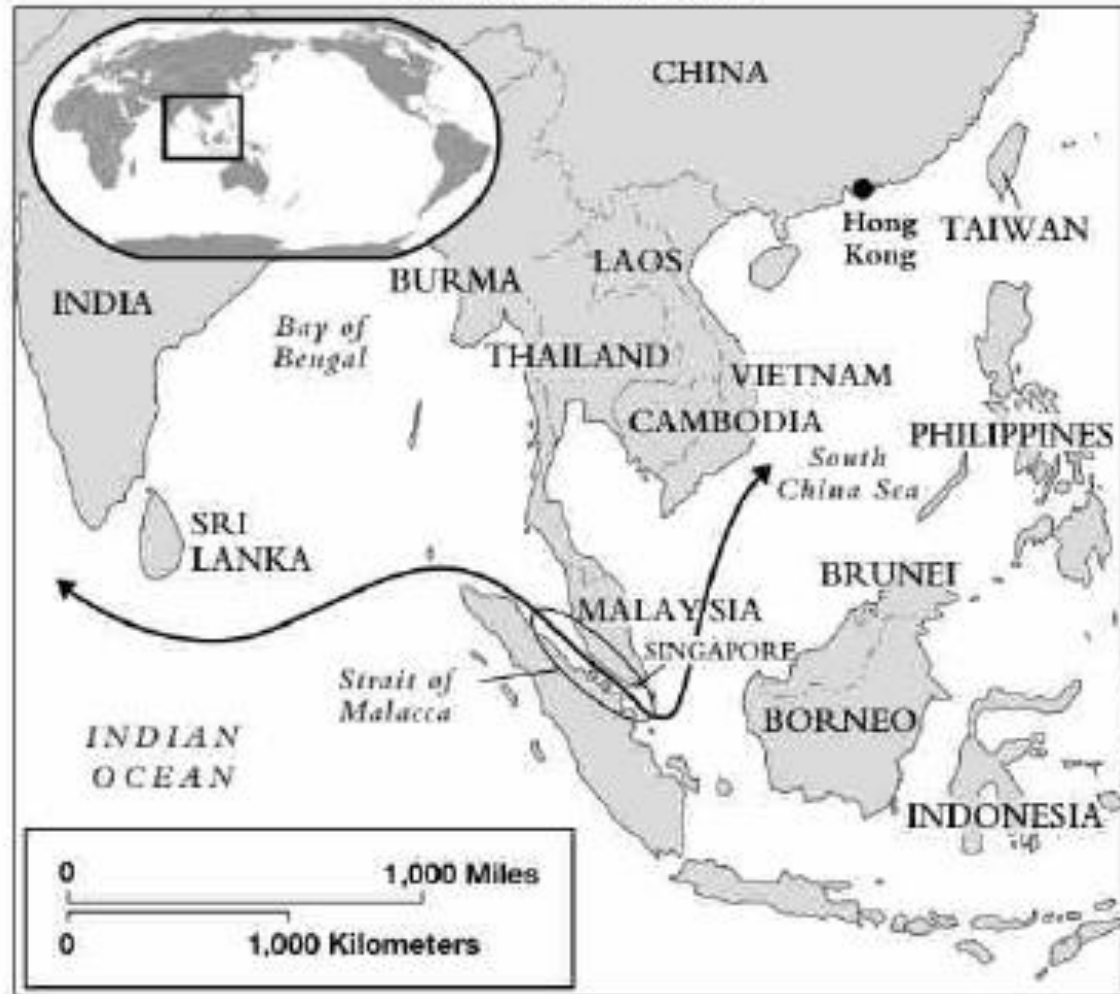 CHINA
Hong
Kong
TAIWAN
LAOS
BURMA
INDIA
Bay of
Bengal
THAILAND
VIETNAM
CAMBODIA
PHILIPPINES
South
China Sea
SRI
LANKA
BRUNEI
MALAYSIA
SINGAPORE
Strait of
Malacca
BORNEO
INDIAN
OCEAN
INDONESIA
0 1,000 Miles
0 1,000 Kilometers